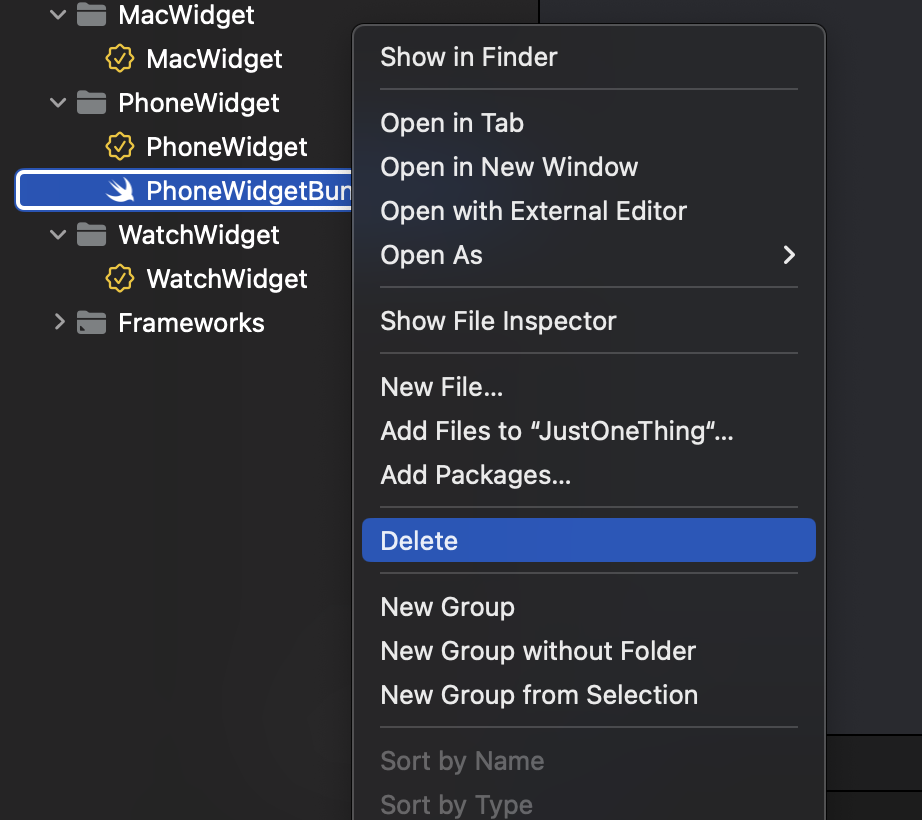 MacWidget
MacWidget
PhoneWidget
PhoneWidget
PhoneWidgetBun
WatchWidget
WatchWidget
Frameworks
Show in Finder
Open in Tab
Open in New Window
Open with External Editor
Open As
Show File Inspector
New File...
Add Files to “JustOneThing“...
Add Packages...
Delete
New Group
New Group without Folder
New Group from Selection
Sort by Name
Sort by Type